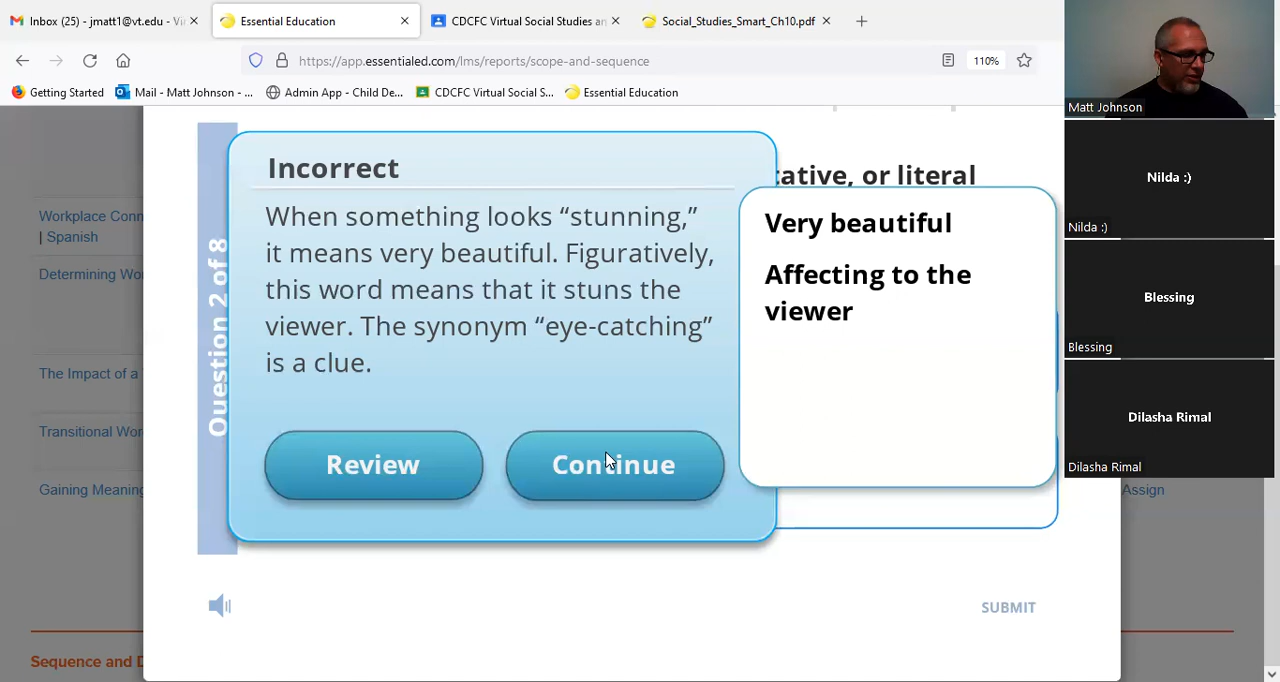 Inbox (25) - jmatt1@vt.edu - Vi
Essential Education
CDCFC Virtual Social Studies an
Social_Studies_Smart_Ch10.pdf
https://app.essentialed.com/lms/reports/scope-and-sequence
110%
Getting Started
Mail - Matt Johnson - ...
Admin App - Child De...
CDCFC Virtual Social S...
Essential Education
Matt Johnson
Nilda :)
Nilda :)
Blessing
Blessing
Dilasha Rimal
Dilasha Rimal
Workplace Conn
| Spanish
Determining Wo
The Impact of a
Transitional Wor
Gaining Meaning
Assign
Sequence and D
Question 2 of 8
tative, or literal
Incorrect
When something looks “stunning,”
it means very beautiful. Figuratively,
this word means that it stuns the
viewer. The synonym “eye-catching”
is a clue.
Review
Continue
Very beautiful
Affecting to the
viewer
SUBMIT